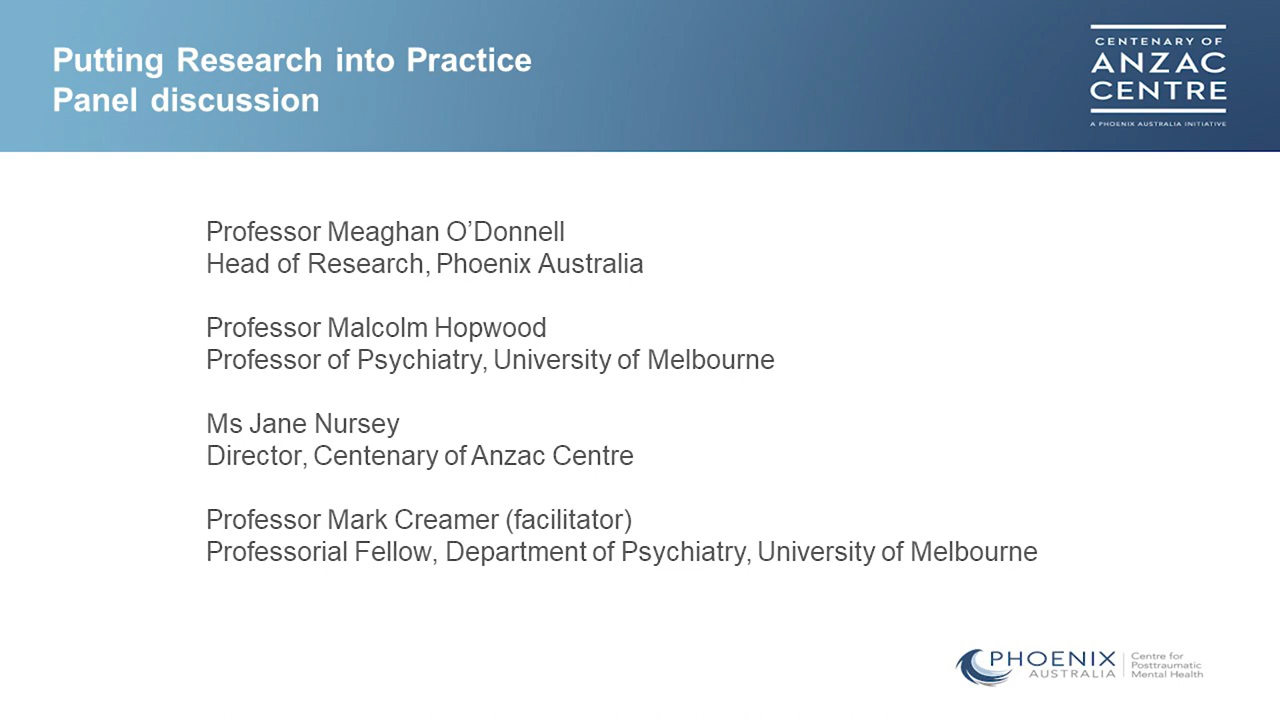 Putting Research into Practice
Panel discussion
CENTENARY OF
ANZAC
CENTRE
A PHOENIX AUSTRALIA INITIATIVE
Professor Meaghan O’Donnell
Head of Research, Phoenix Australia
Professor Malcolm Hopwood
Professor of Psychiatry, University of Melbourne
Ms Jane Nursey
Director, Centenary of Anzac Centre
Professor Mark Creamer (facilitator)
Professorial Fellow, Department of Psychiatry, University of Melbourne
PHOENIX
AUSTRALIA
Centre for
Posttraumatic
Mental Health